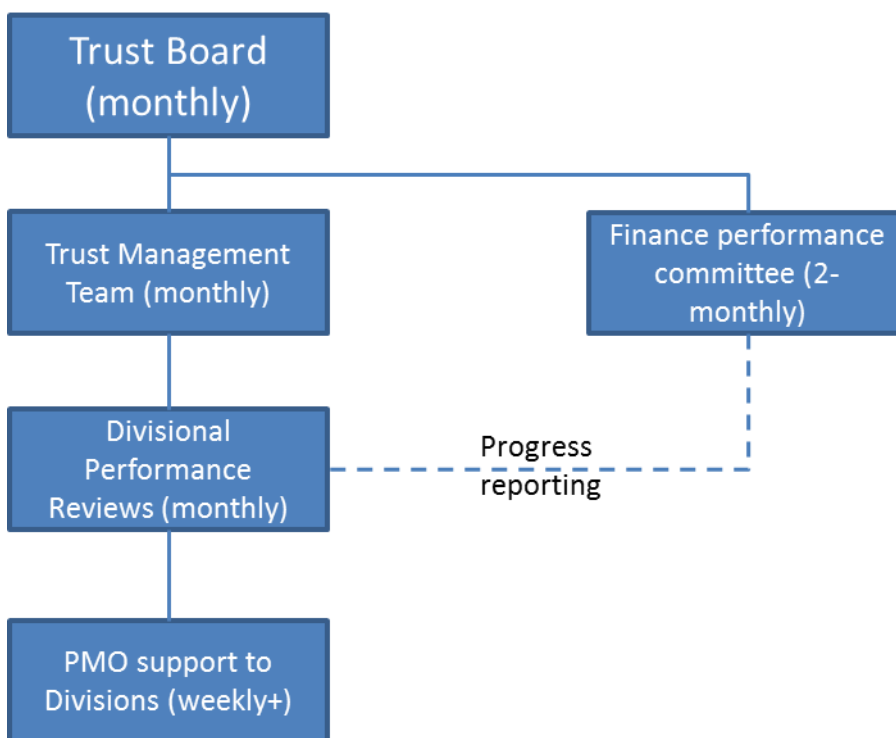 Trust Board
(monthly)
Trust Management
Team (monthly)
Finance performance
committee (2-
monthly)
Divisional
Performance
Reviews (monthly)
Progress
reporting
PMO support to
Divisions (weekly+)